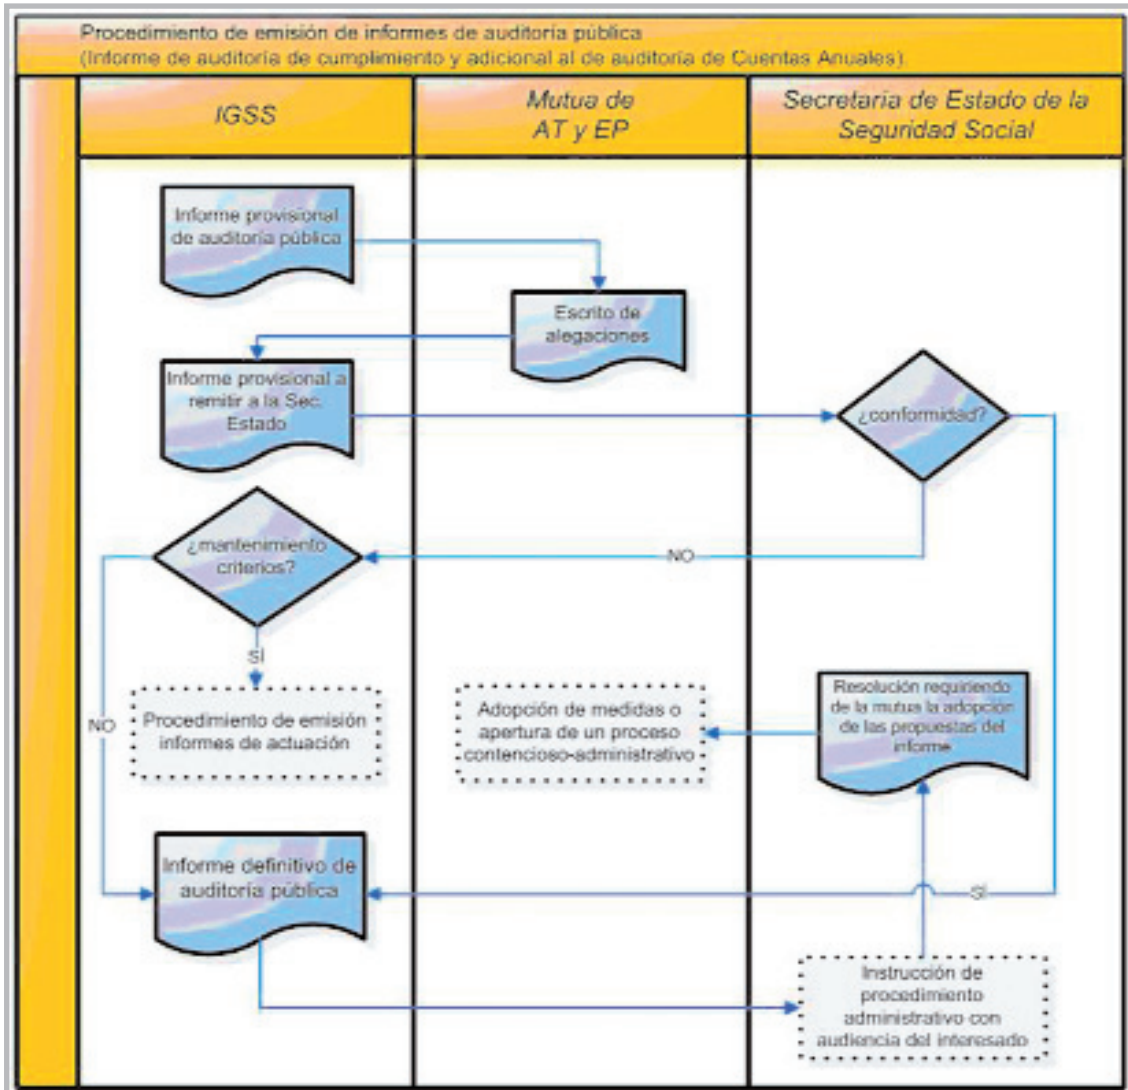 Procedimiento de emisión de informes de auditoría pública
(Informe de auditoría de cumplimiento y adicional al de auditoría de Cuentas Anuales).
IGSS
Mutua de
AT y EP
Secretaría de Estado de la
Seguridad Social
Informe provisional
de auditoría pública
Escrito de
alegaciones
Informe provisional a
remitir a la Sec.
Estado
¿conformidad?
¿mantenimiento
criterios?
NO
SÍ
NO
Procedimiento de emisión
informes de actuación
Adopción de medidas o
apertura de un proceso
contencioso-administrativo
Resolución requiriendo
de la mutua la adopción
de las propuestas del
informe
Informe definitivo de
auditoría pública
SÍ
Instrucción de
procedimiento
administrativo con
audiencia del interesado